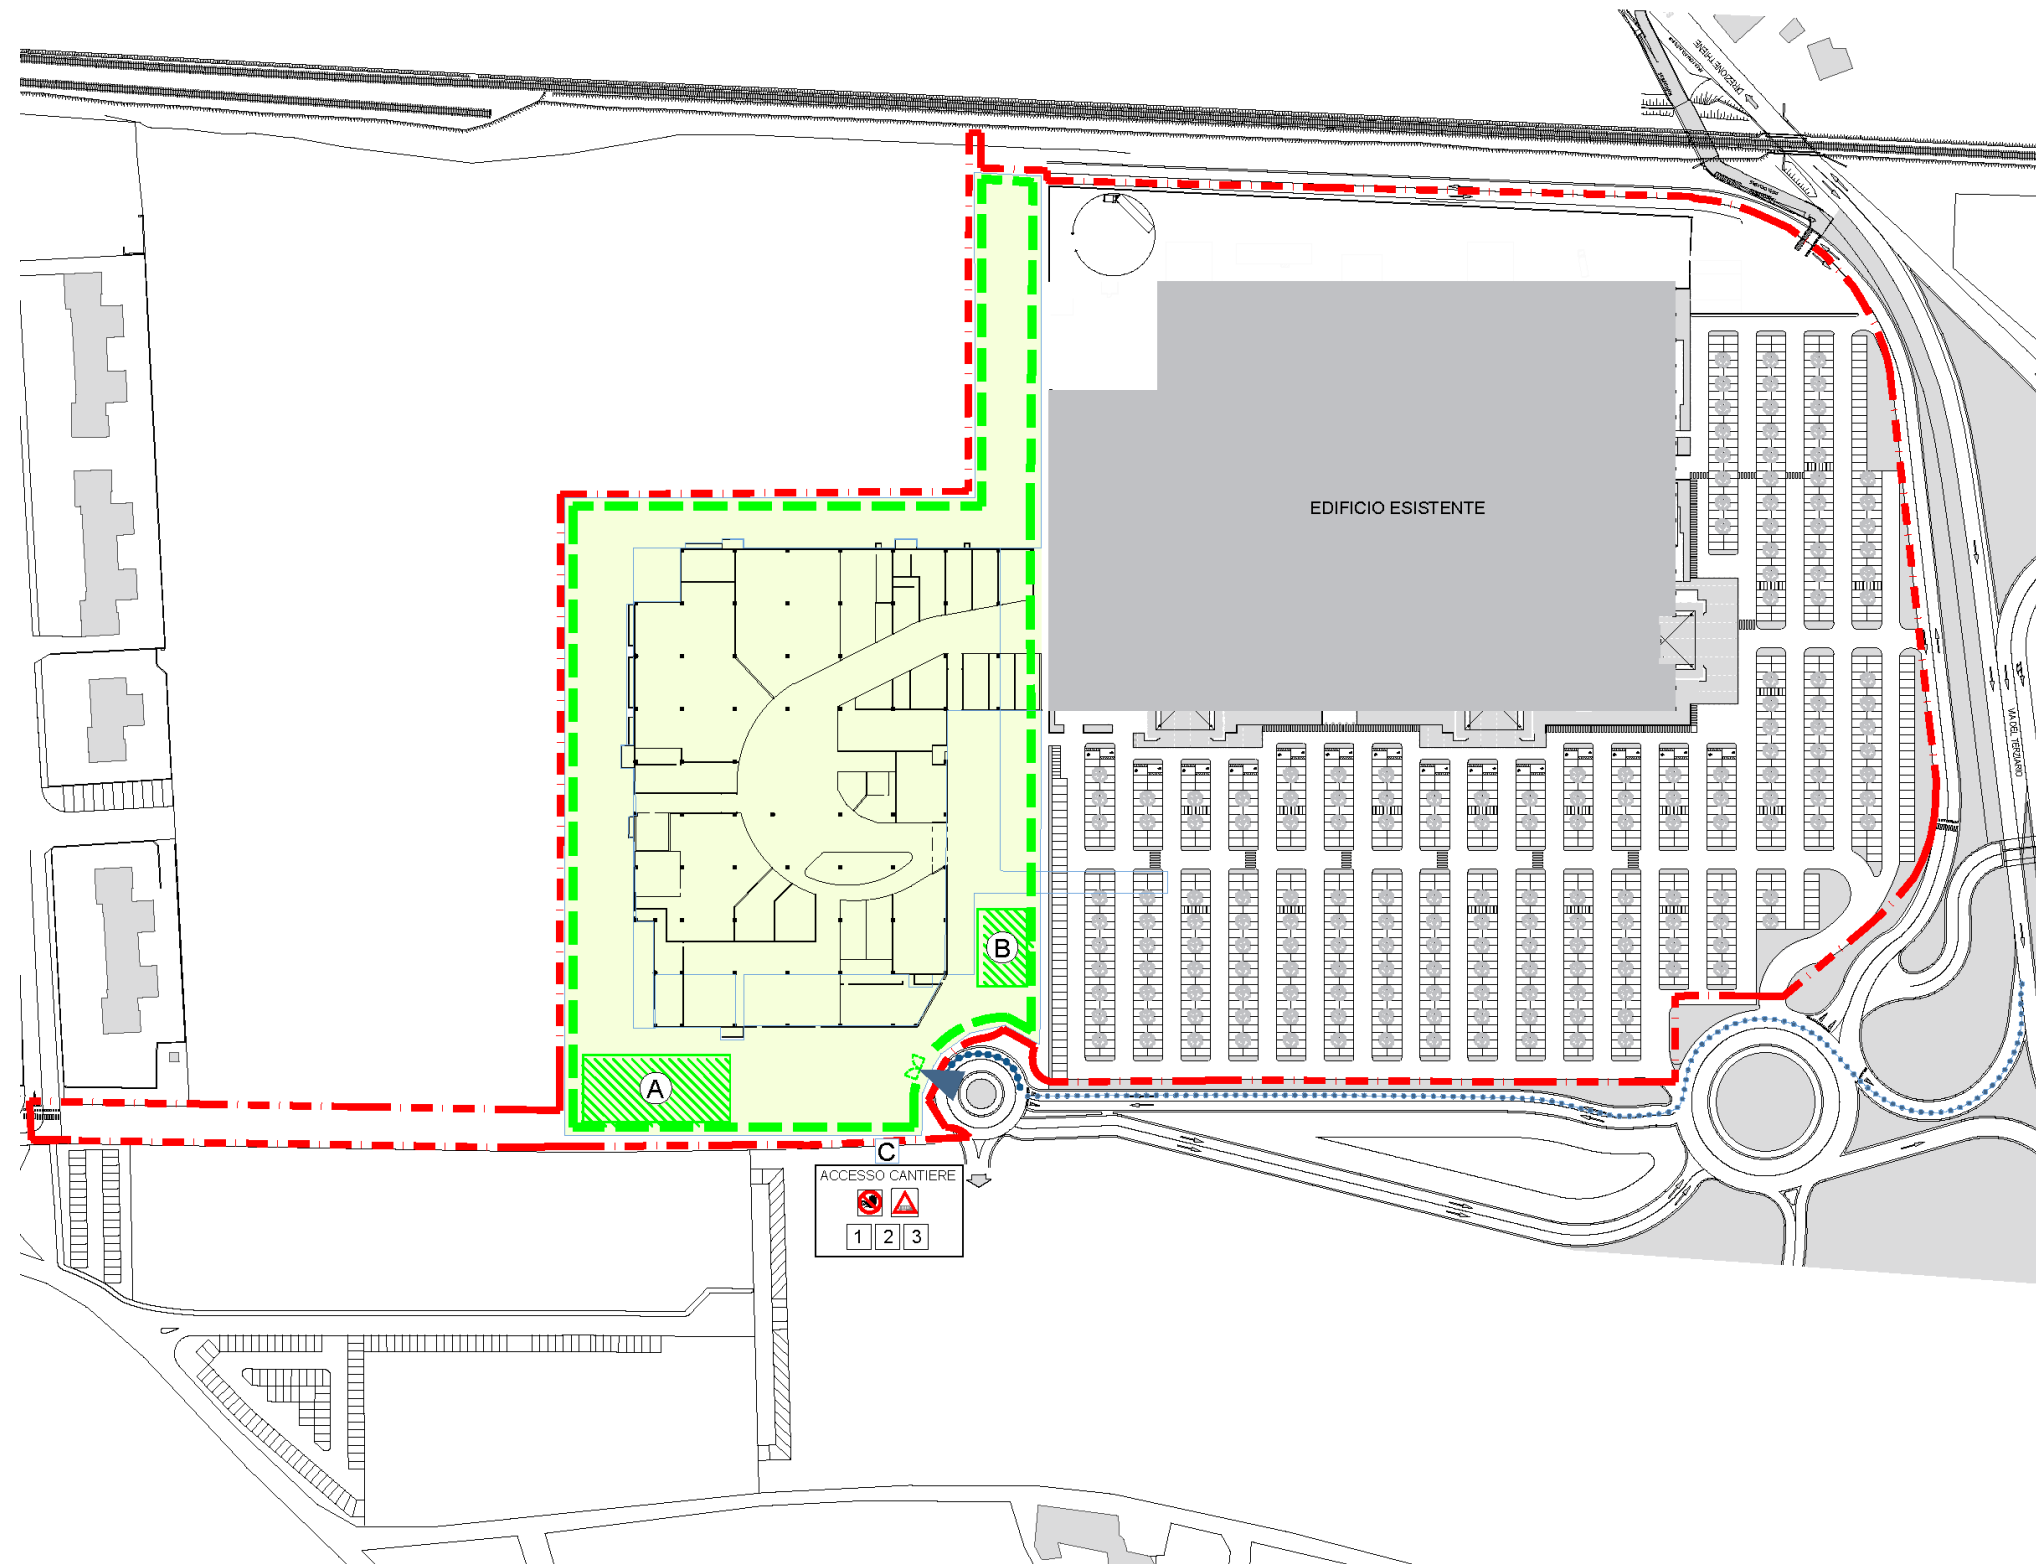 DIREZIONE THIENE
EDIFICIO ESISTENTE
VIA DEL TERZIARIO
B
A
C
ACCESSO CANTIERE
1 2 3